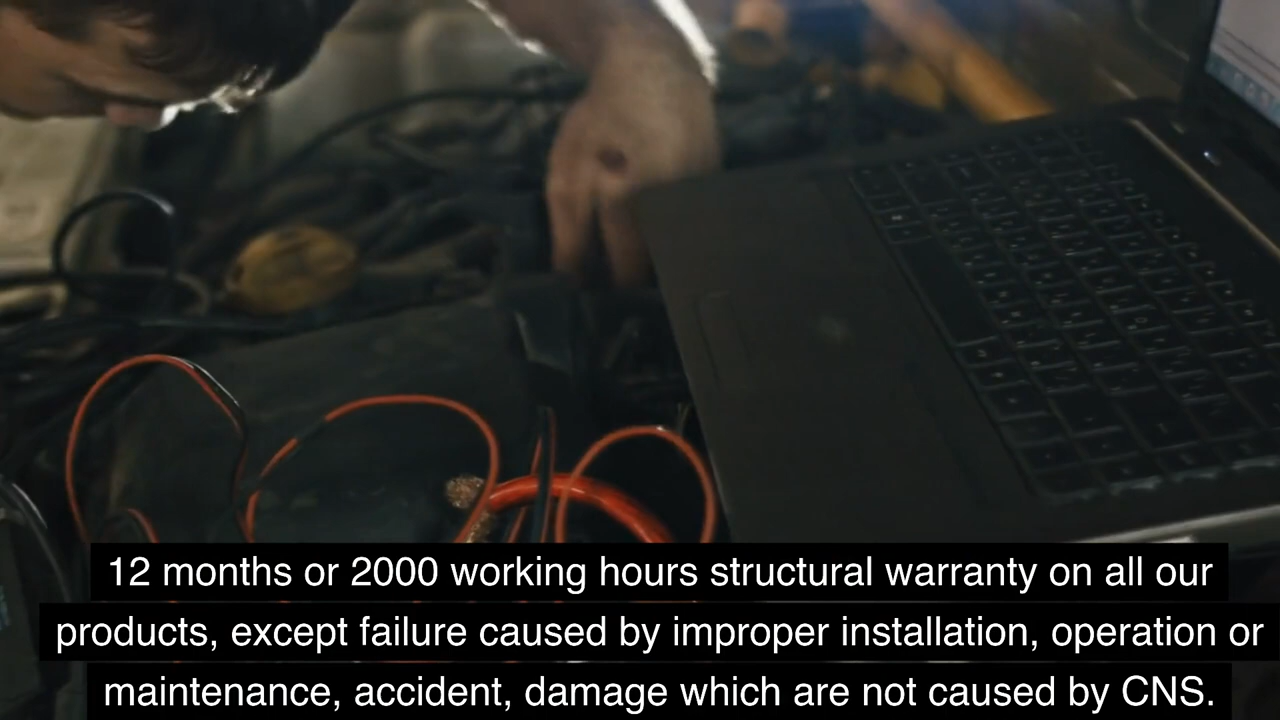 12 months or 2000 working hours structural warranty on all our
products, except failure caused by improper installation, operation or
maintenance, accident, damage which are not caused by CNS.